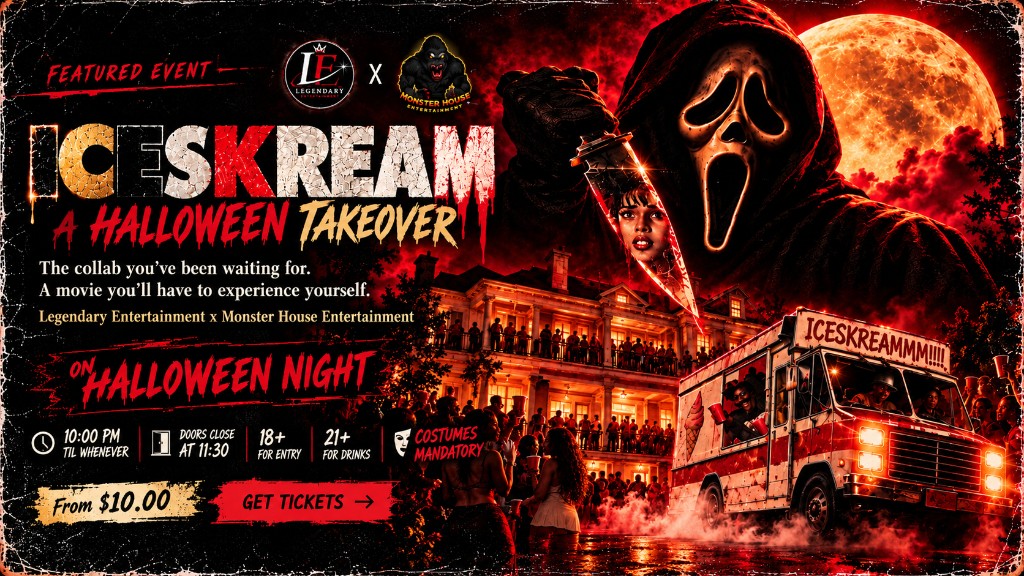 FEATURED EVENT
LE
LEGENDARY
ENTERTAINMENT
X
MONSTER HOUSE
ENTERTAINMENT
ICESKREAM
A HALLOWEEN TAKEOVER
The collab you've been waiting for.
A movie you'll have to experience yourself.
Legendary Entertainment x Monster House Entertainment
ON HALLOWEEN NIGHT
10:00 PM
TIL WHENEVER
DOORS CLOSE
AT 11:30
18+
FOR ENTRY
21+
FOR DRINKS
COSTUMES
MANDATORY
From $10.00
GET TICKETS →
ICESKREAMMM!!!!